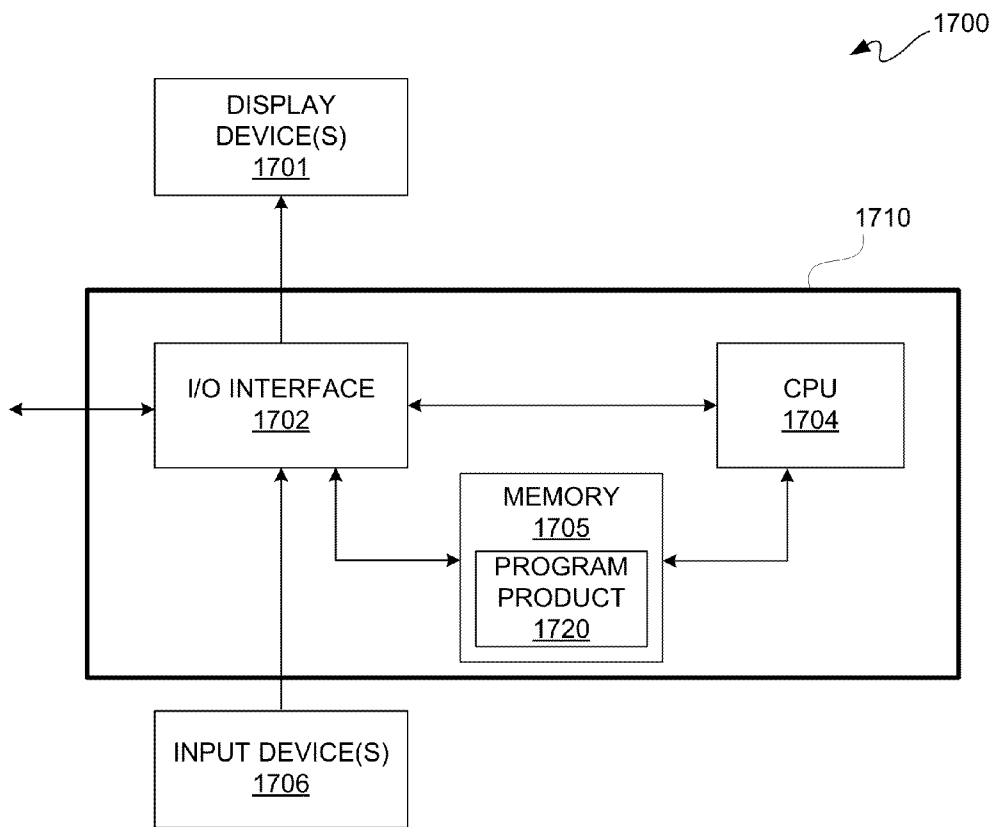 1700
DISPLAY
DEVICE(S)
1701
1710
I/O INTERFACE
1702
CPU
1704
MEMORY
1705
PROGRAM
PRODUCT
1720
INPUT DEVICE(S)
1706